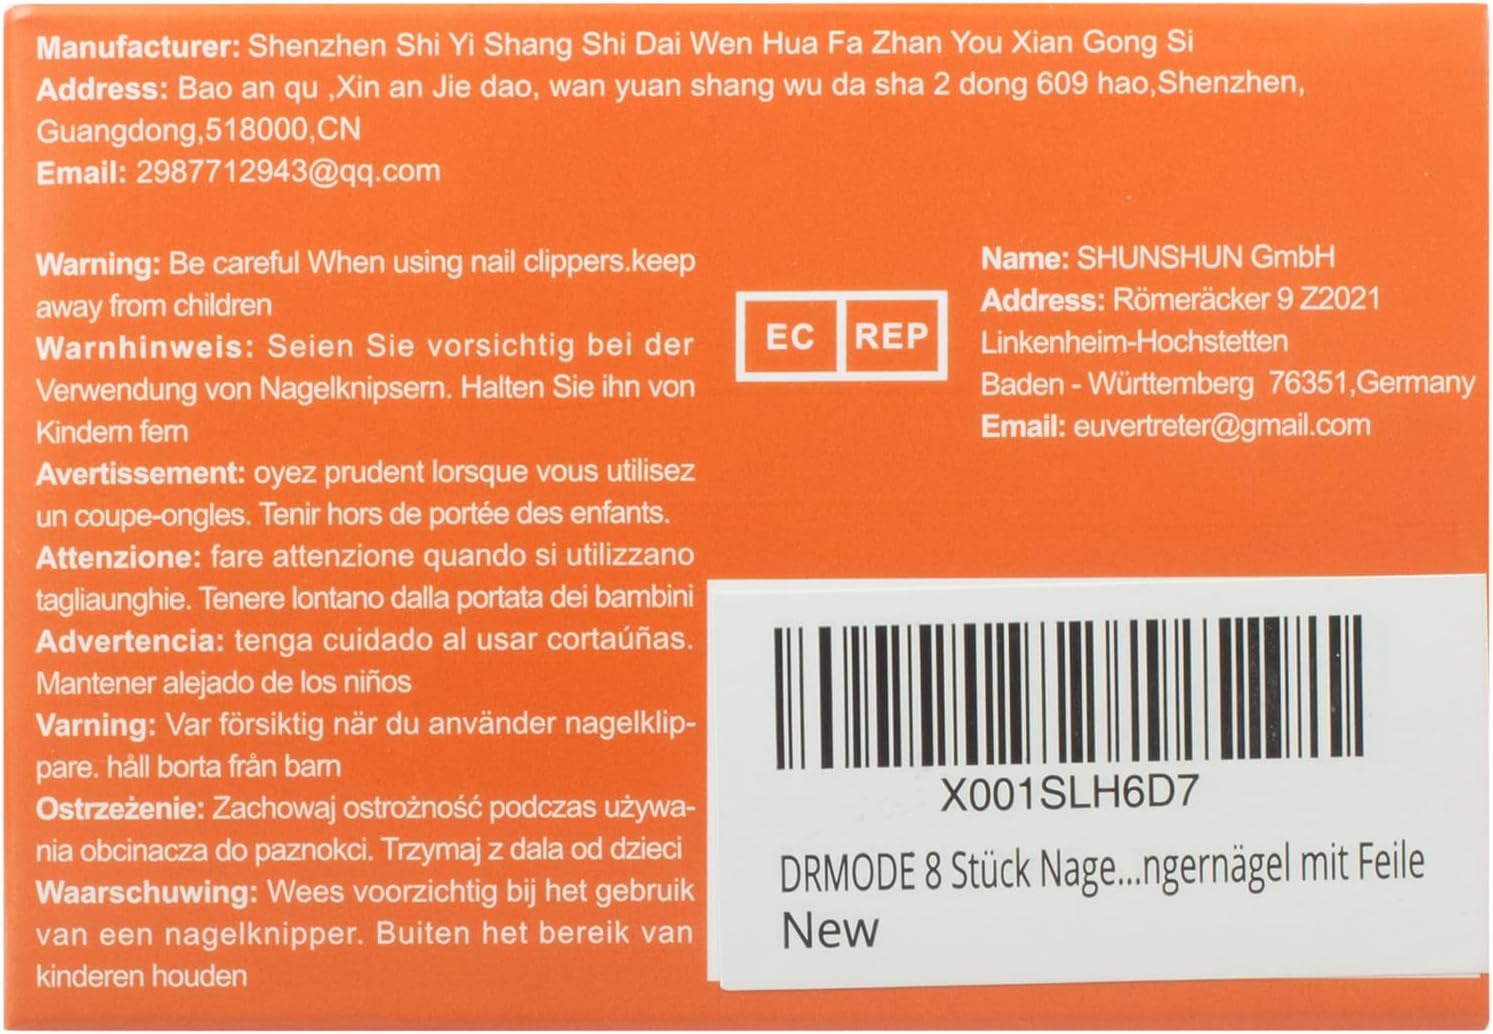 Manufacturer: Shenzhen Shi Yi Shang Shi Dai Wen Hua Fa Zhan You Xian Gong Si
Address: Bao an qu ,Xin an Jie dao, wan yuan shang wu da sha 2 dong 609 hao,Shenzhen,
Guangdong,518000,CN
Email: 2987712943@qq.com
Warning: Be careful When using nail clippers.keep
away from children
Warnhinweis: Seien Sie vorsichtig bei der
Verwendung von Nagelknipsern. Halten Sie ihn von
Kindern fern
Avertissement: oyez prudent lorsque vous utilisez
un coupe-ongles. Tenir hors de portée des enfants.
Attenzione: fare attenzione quando si utilizzano
tagliaunghie. Tenere lontano dalla portata dei bambini
Advertencia: tenga cuidado al usar cortaúñas.
Mantener alejado de los niños
Varning: Var försiktig när du använder nagelklip-
pare. håll borta från barn
Ostrzeżenie: Zachowaj ostrożność podczas używa-
nia obcinacza do paznokci. Trzymaj z dala od dzieci
Waarschuwing: Wees voorzichtig bij het gebruik
van een nagelknipper. Buiten het bereik van
kinderen houden
EC REP
Name: SHUNSHUN GmbH
Address: Römeräcker 9 Z2021
Linkenheim-Hochstetten
Baden - Württemberg 76351,Germany
Email: euvertreter@gmail.com
X001SLH6D7
DRMODE 8 Stück Nage...ngernägel mit Feile
New